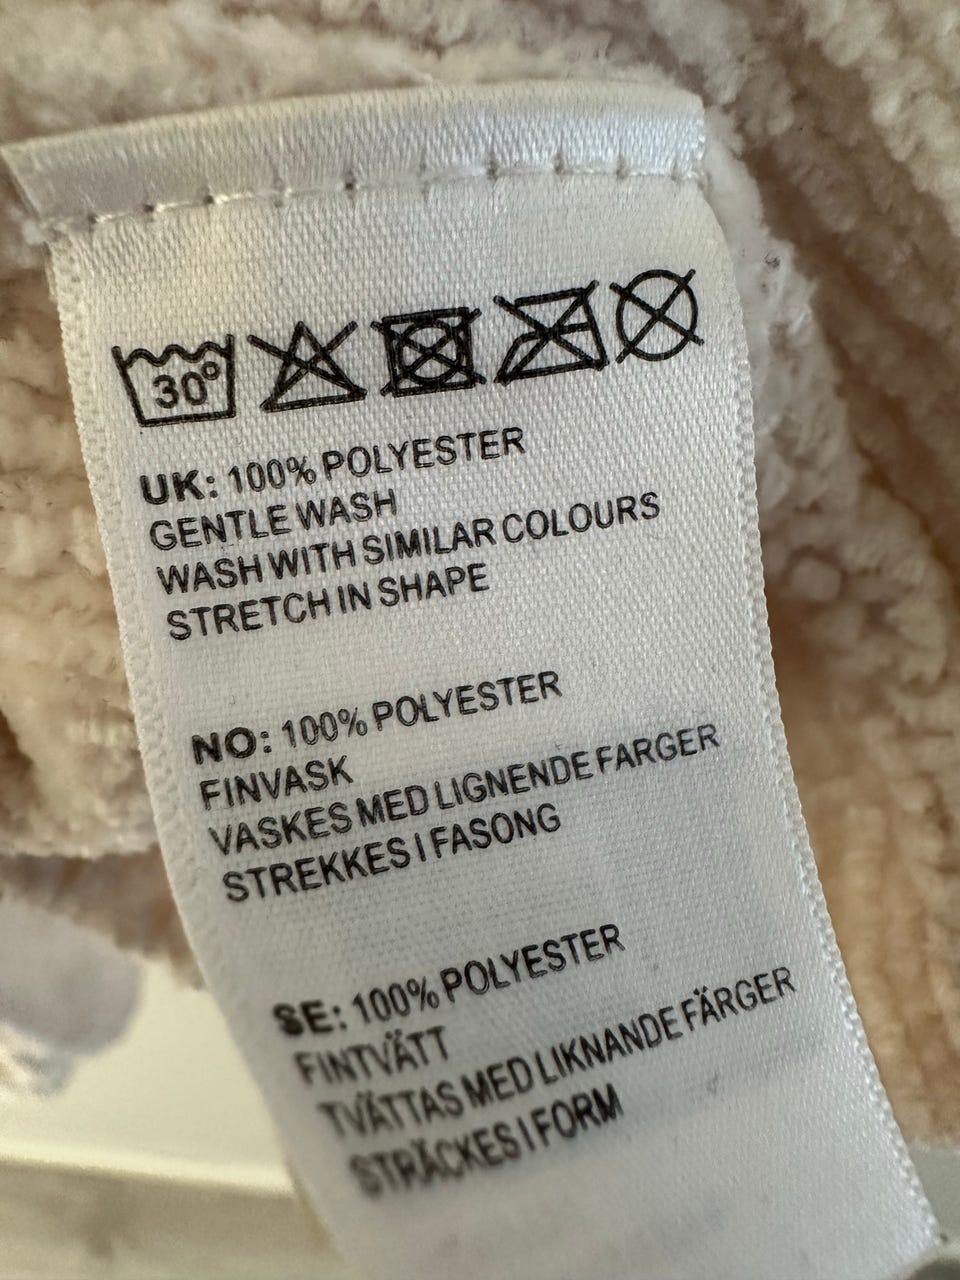 30°
UK: 100% POLYESTER
GENTLE WASH
WASH WITH SIMILAR COLOURS
STRETCH IN SHAPE
NO: 100% POLYESTER
FINVASK
VASKES MED LIGNENDE FARGER
STREKKES I FASONG
SE: 100% POLYESTER
FINTVÄTT
TVÄTTAS MED LIKNANDE FÄRGER
STRÄCKES I FORM